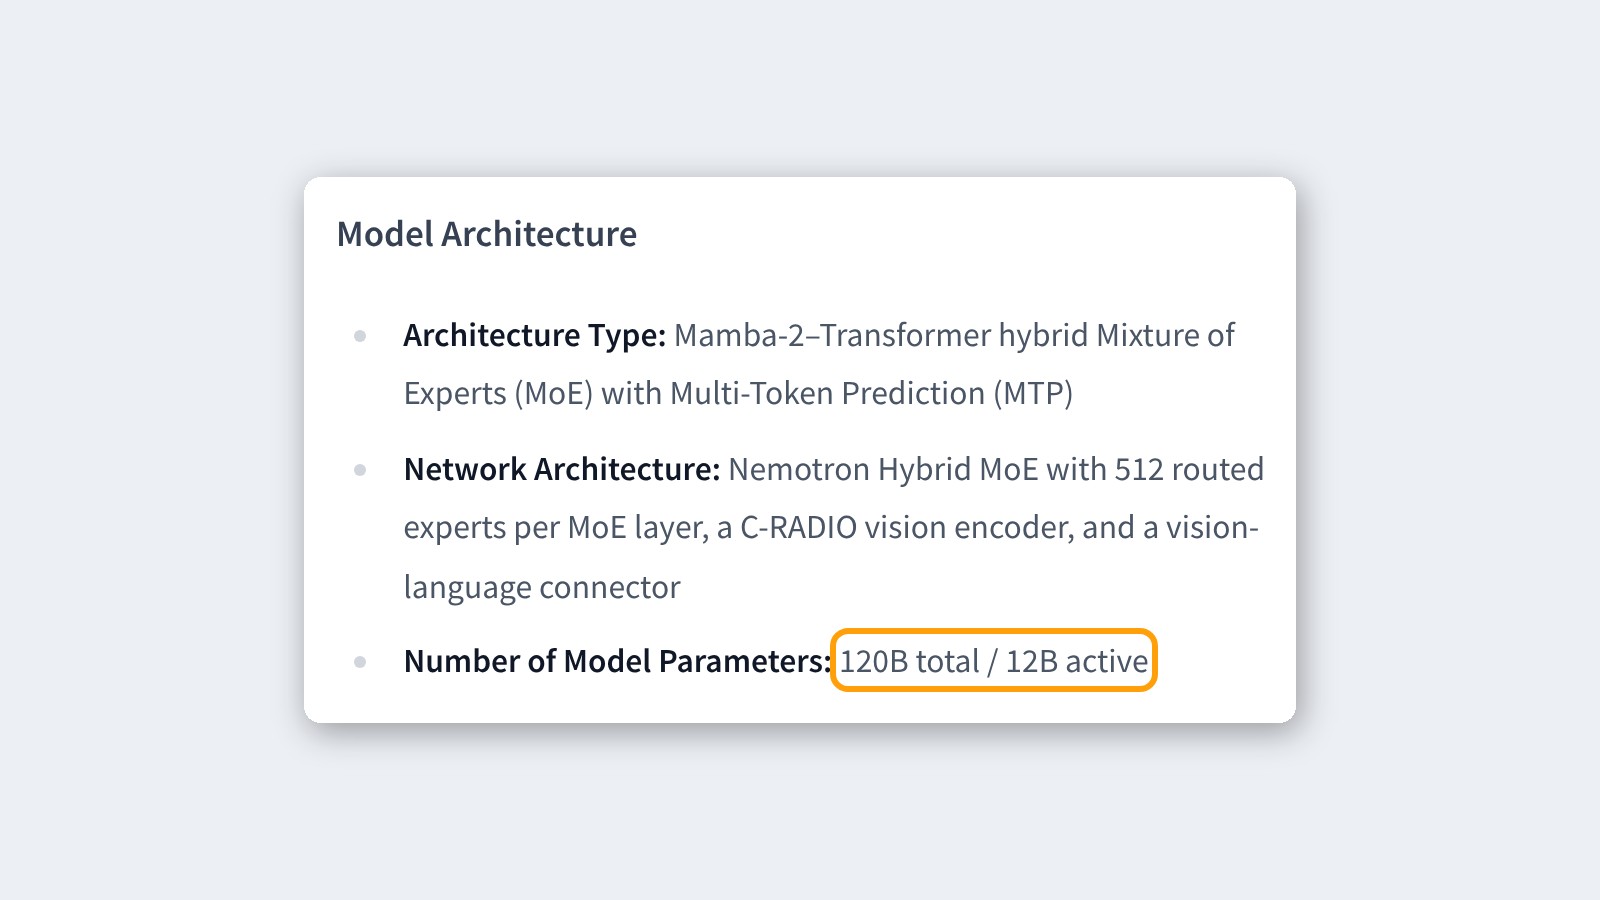 Model Architecture
Architecture Type: Mamba-2–Transformer hybrid Mixture of
Experts (MoE) with Multi-Token Prediction (MTP)
Network Architecture: Nemotron Hybrid MoE with 512 routed
experts per MoE layer, a C-RADIO vision encoder, and a vision-
language connector
Number of Model Parameters: 120B total / 12B active